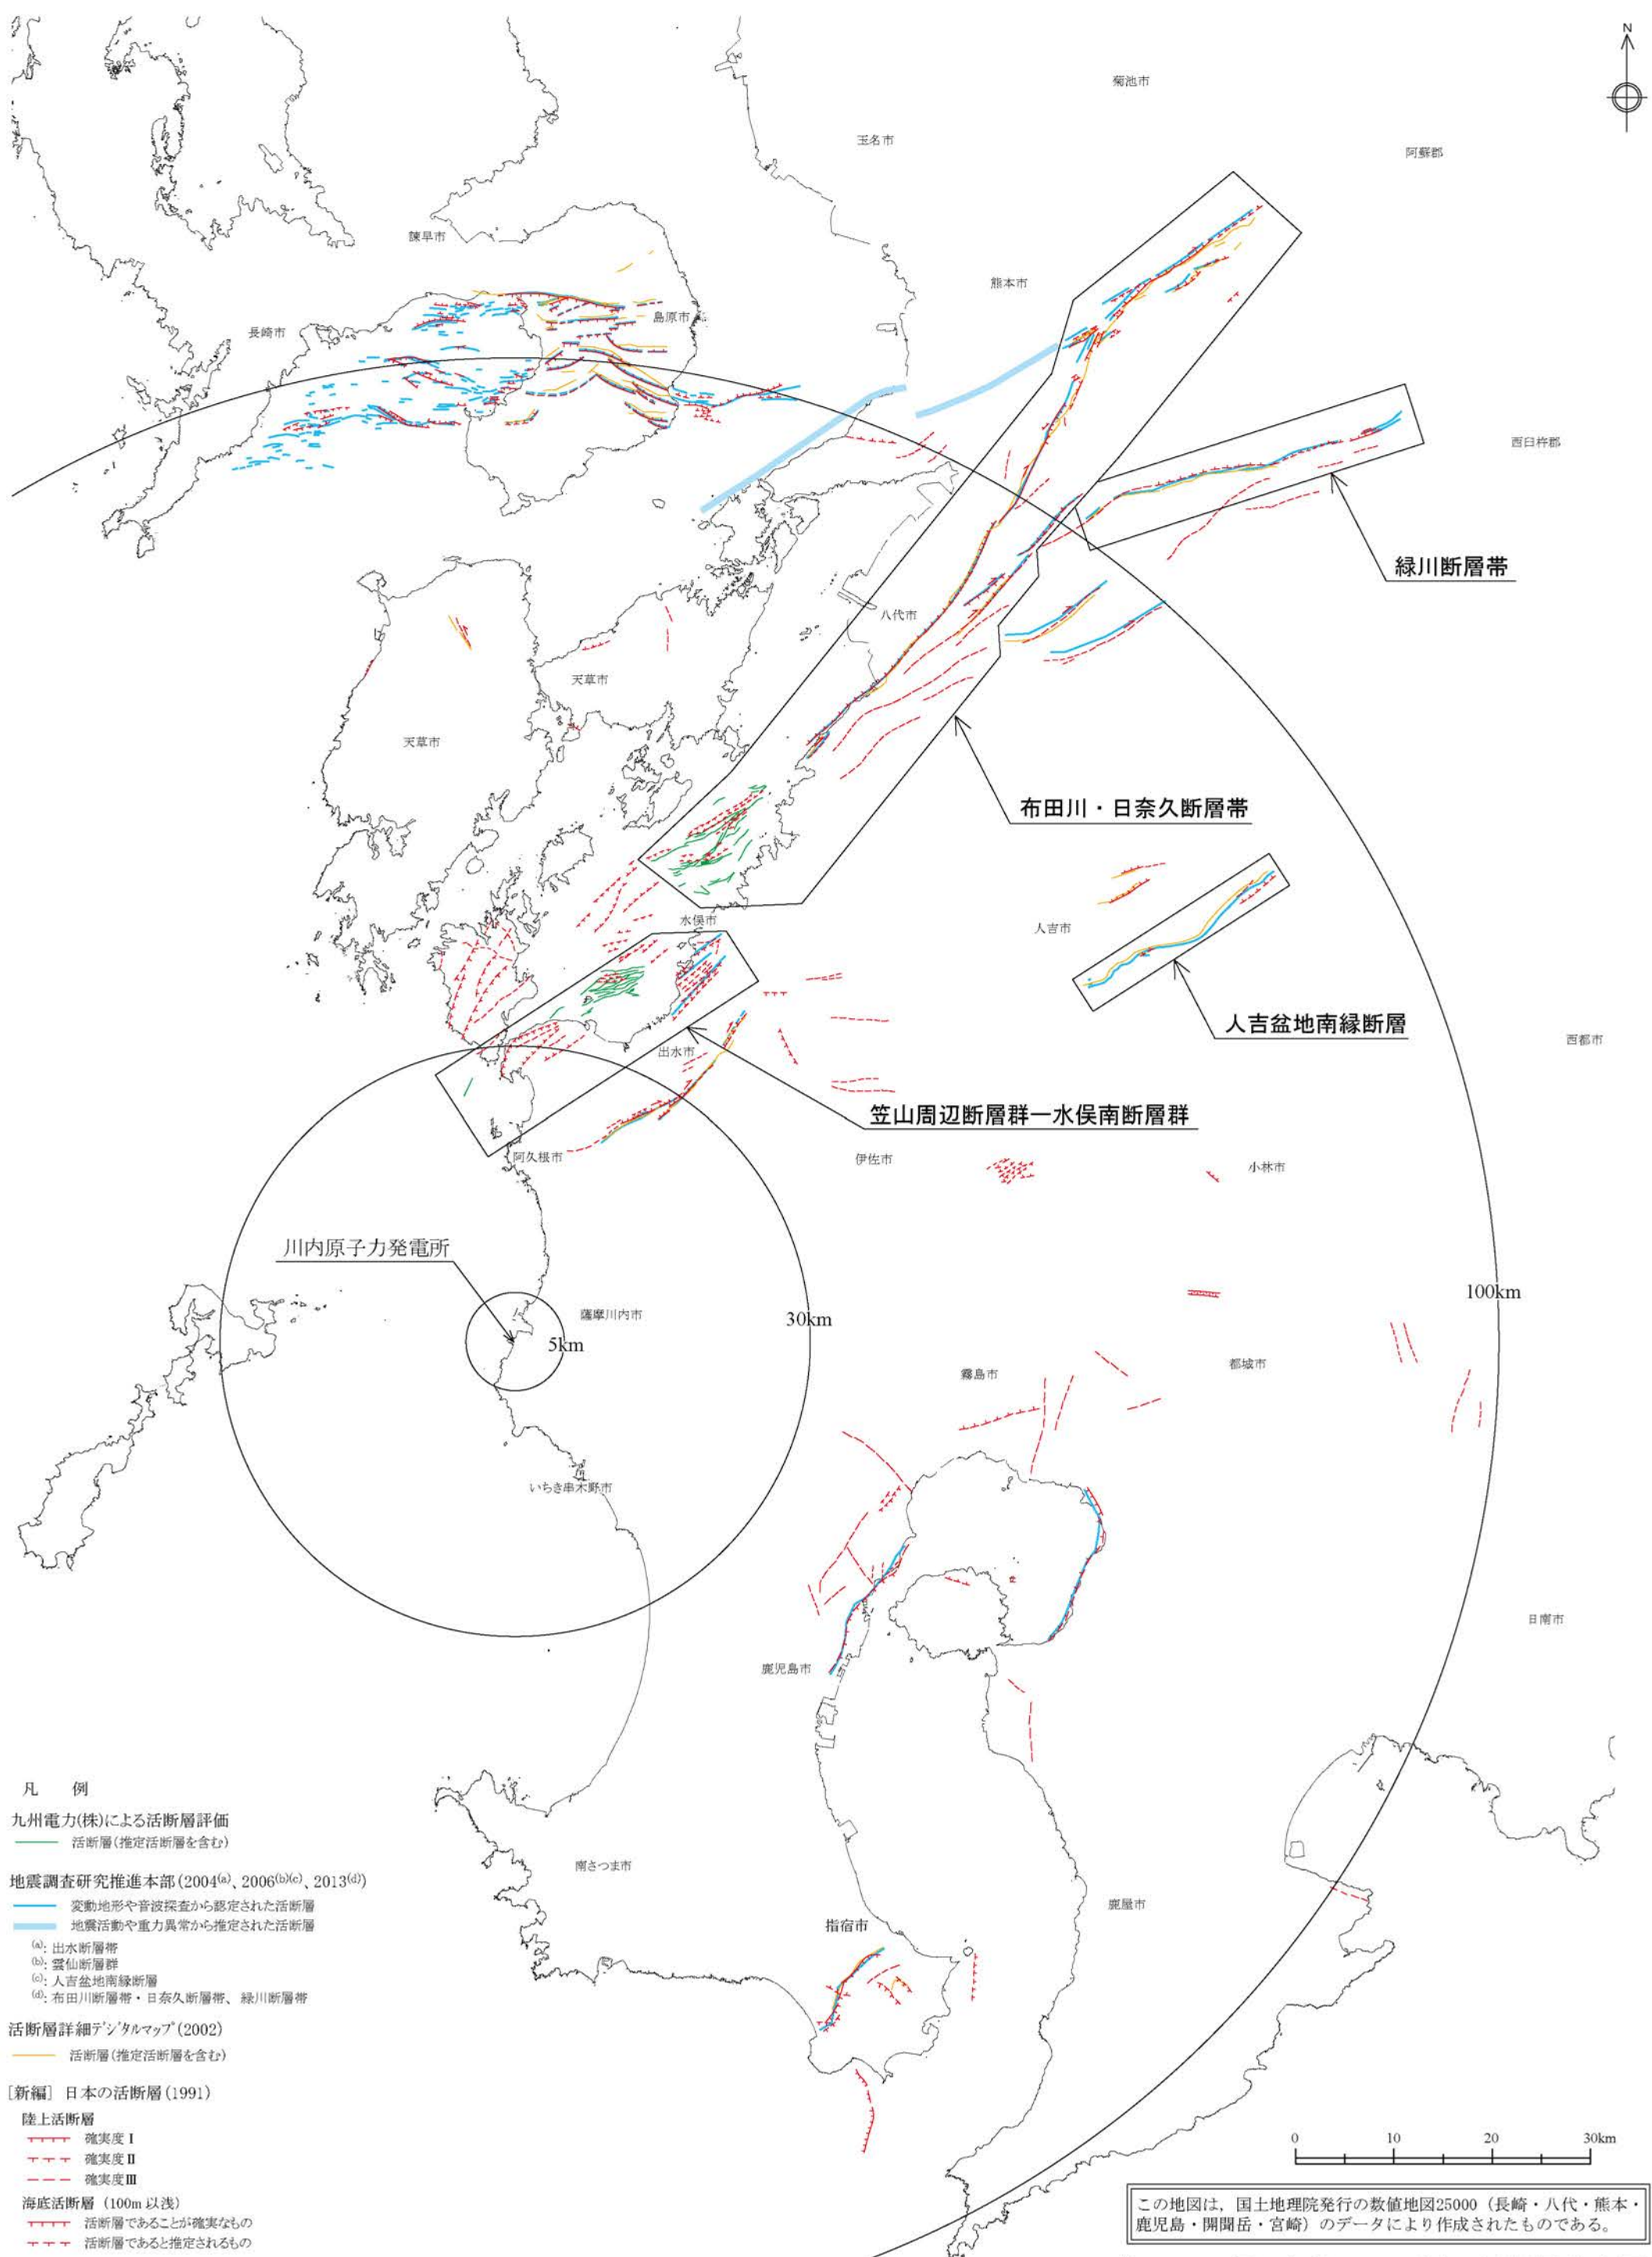 N
菊池市
玉名市
阿蘇郡
諫早市
熊本市
島原市
長崎市
西臼杵郡
緑川断層帯
八代市
天草市
天草市
布田川・日奈久断層帯
水俣市
人吉市
人吉盆地南縁断層
西都市
出水市
笠山周辺断層群ー水俣南断層群
阿久根市
伊佐市
小林市
川内原子力発電所
薩摩川内市
5km
30km
100km
霧島市
都城市
いちき串木野市
日南市
鹿児島市
南さつま市
鹿屋市
指宿市
凡 例
九州電力(株)による活断層評価
活断層(推定活断層を含む)
地震調査研究推進本部(2004(a)、2006(b)(c)、2013(d))
変動地形や音波探査から認定された活断層
地震活動や重力異常から推定された活断層
(a): 出水断層帯
(b): 雲仙断層群
(c): 人吉盆地南縁断層
(d): 布田川断層帯・日奈久断層帯、緑川断層帯
活断層詳細デジタルマップ(2002)
活断層(推定活断層を含む)
[新編] 日本の活断層(1991)
陸上活断層
確実度Ⅰ
確実度Ⅱ
確実度Ⅲ
海底活断層 (100m以浅)
活断層であることが確実なもの
活断層であると推定されるもの
0 10 20 30km
この地図は，国土地理院発行の数値地図25000（長崎・八代・熊本・
鹿児島・開聞岳・宮崎）のデータにより作成されたものである。